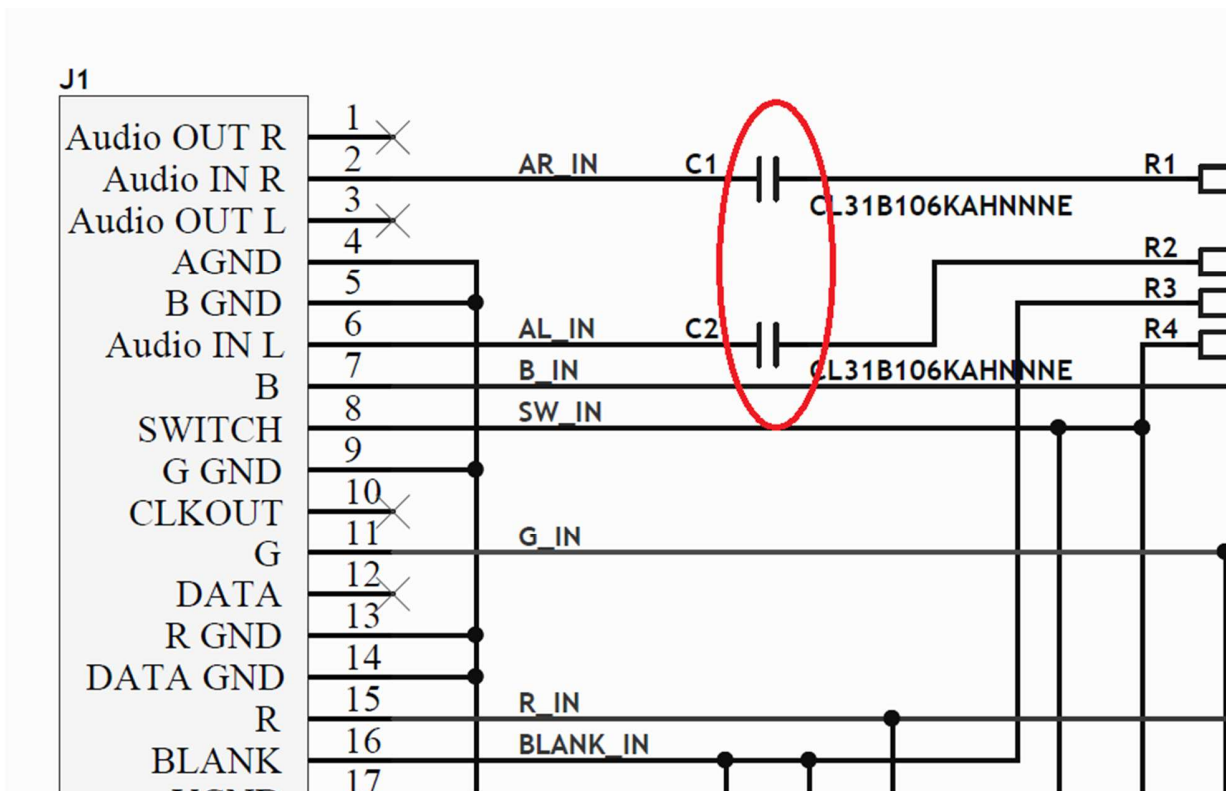 J1
1
Audio OUT R
2
Audio IN R
AR_IN
C1
R1
CL31B106KAHNNNE
3
Audio OUT L
4
AGND
R2
5
B GND
R3
6
Audio IN L
AL_IN
C2
R4
CL31B106KAHNNNE
7
B
B_IN
8
SWITCH
SW_IN
9
G GND
10
CLKOUT
11
G
G_IN
12
DATA
13
R GND
14
DATA GND
15
R
R_IN
16
BLANK
BLANK_IN
17